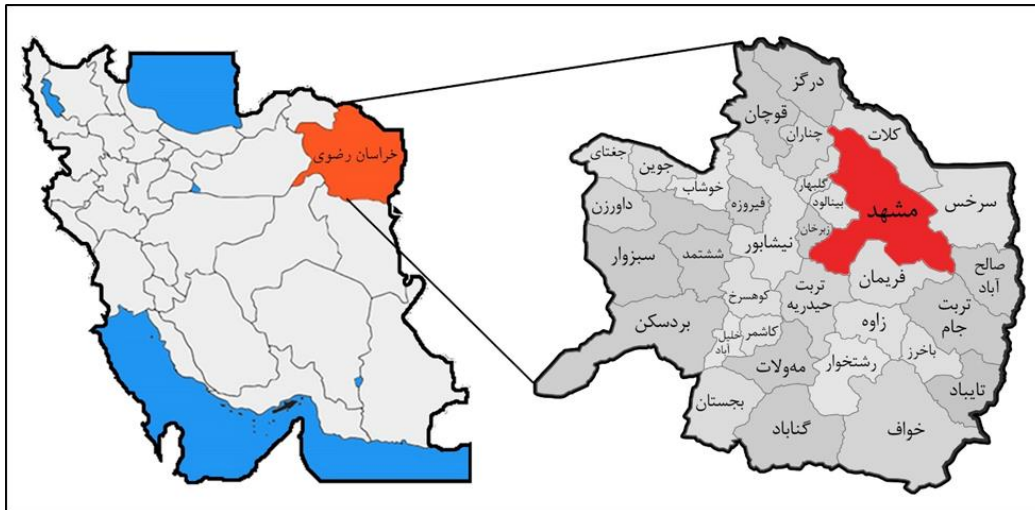 خراسان رضوی
درگز
قوچان
چناران
کلات
جغتای
جوین
خوشاب
گلبهار
بینالود
مشهد
سرخس
داورزن
فیروزه
زبرخان
نیشابور
سبزوار
ششتمد
فریمان
صالح
آباد
تربت
حیدریه
کوهسرخ
تربت
جام
بردسکن
خلیل
آباد
کاشمر
زاوه
باخرز
رشتخوار
مه‌ولات
تایباد
بجستان
گناباد
خواف